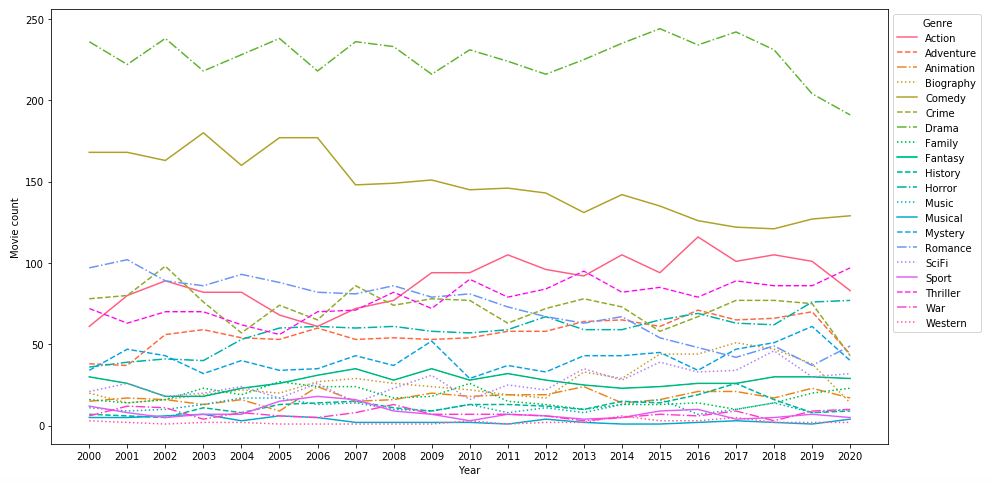 250
200
150
100
50
0
Movie count
2000 2001 2002 2003 2004 2005 2006 2007 2008 2009 2010 2011 2012 2013 2014 2015 2016 2017 2018 2019 2020
Year
Genre
Action
Adventure
Animation
Biography
Comedy
Crime
Drama
Family
Fantasy
History
Horror
Music
Musical
Mystery
Romance
SciFi
Sport
Thriller
War
Western